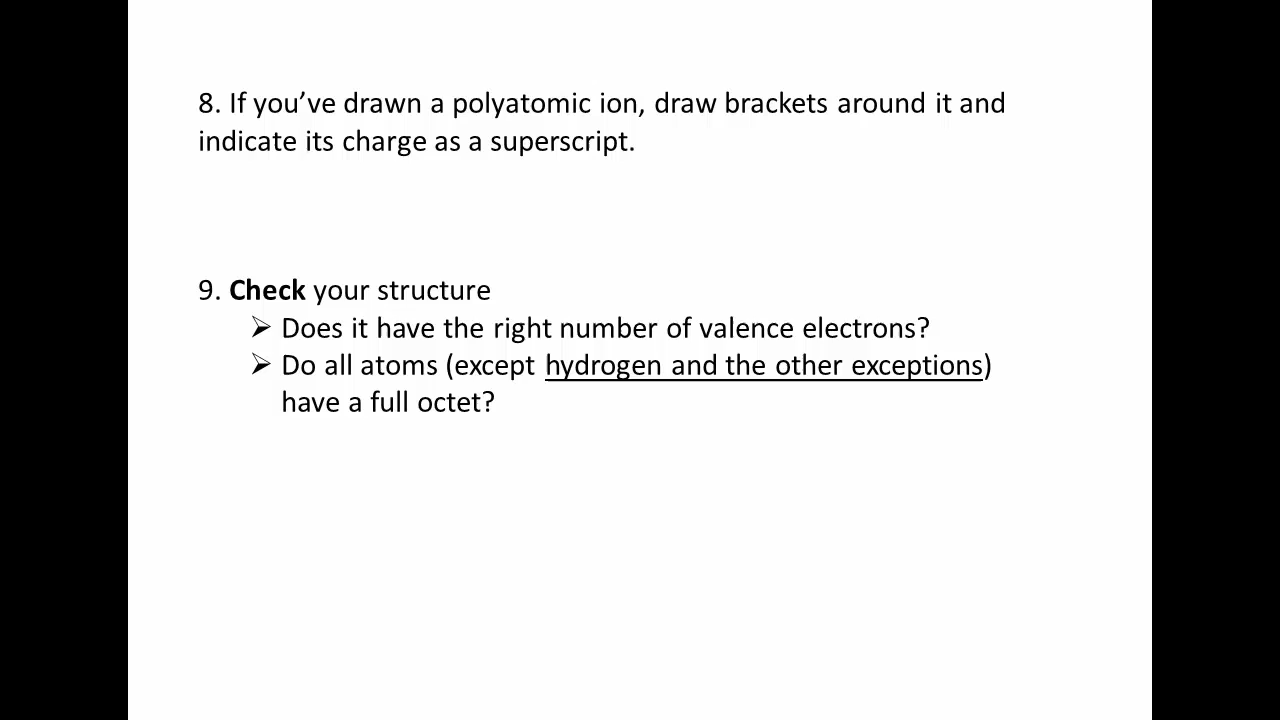 8. If you’ve drawn a polyatomic ion, draw brackets around it and
indicate its charge as a superscript.
9. Check your structure
➢ Does it have the right number of valence electrons?
➢ Do all atoms (except hydrogen and the other exceptions)
have a full octet?